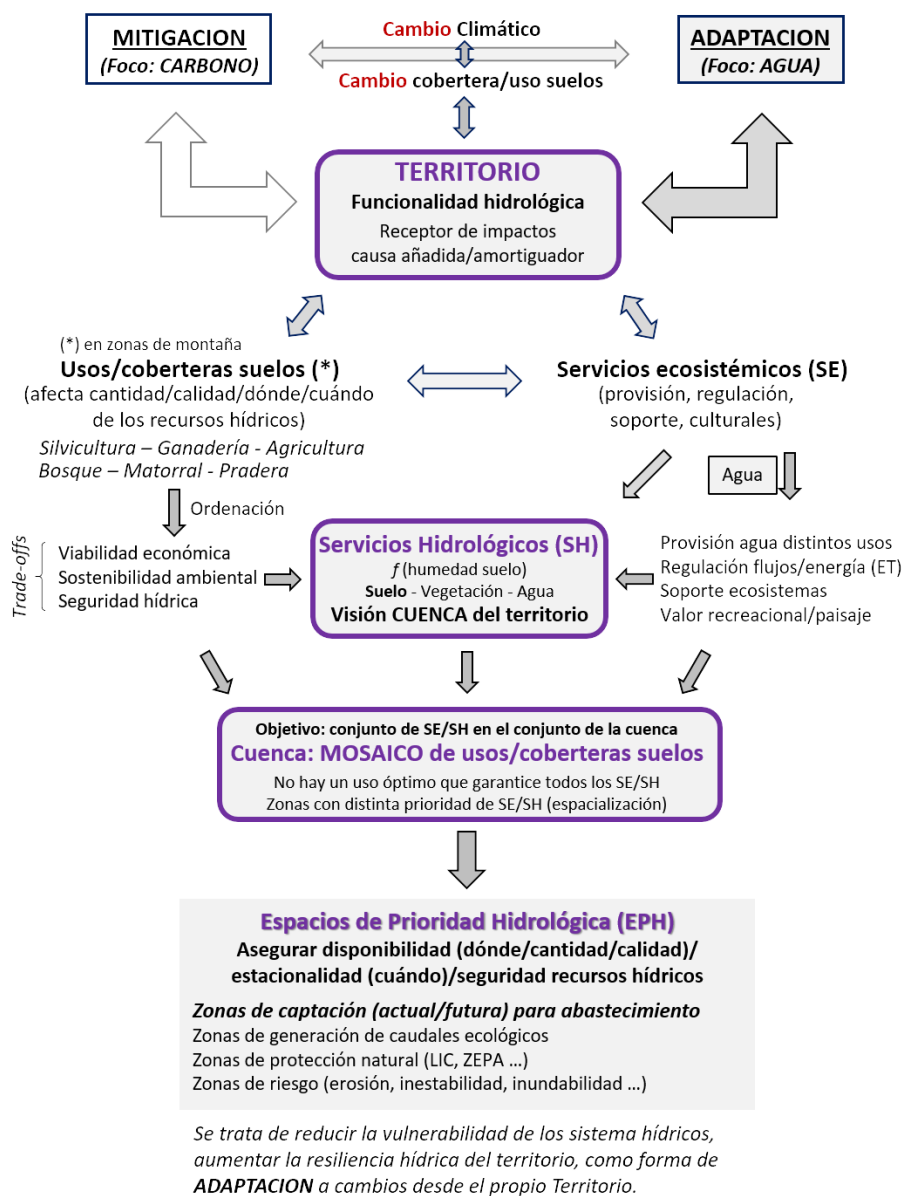 MITIGACION
(Foco: CARBONO)
Cambio Climático
Cambio cobertera/uso suelos
ADAPTACION
(Foco: AGUA)
TERRITORIO
Funcionalidad hidrológica
Receptor de impactos
causa añadida/amortiguador
(*) en zonas de montaña
Usos/coberteras suelos (*)
(afecta cantidad/calidad/dónde/cuándo
de los recursos hídricos)
Silvicultura – Ganadería - Agricultura
Bosque – Matorral - Pradera
Servicios ecosistémicos (SE)
(provisión, regulación,
soporte, culturales)
Agua
Ordenación
Trade-offs
Viabilidad económica
Sostenibilidad ambiental
Seguridad hídrica
Servicios Hidrológicos (SH)
f (humedad suelo)
Suelo - Vegetación - Agua
Visión CUENCA del territorio
Provisión agua distintos usos
Regulación flujos/energía (ET)
Soporte ecosistemas
Valor recreacional/paisaje
Objetivo: conjunto de SE/SH en el conjunto de la cuenca
Cuenca: MOSAICO de usos/coberteras suelos
No hay un uso óptimo que garantice todos los SE/SH
Zonas con distinta prioridad de SE/SH (espacialización)
Espacios de Prioridad Hidrológica (EPH)
Asegurar disponibilidad (dónde/cantidad/calidad)/
estacionalidad (cuándo)/seguridad recursos hídricos
Zonas de captación (actual/futura) para abastecimiento
Zonas de generación de caudales ecológicos
Zonas de protección natural (LIC, ZEPA ...)
Zonas de riesgo (erosión, inestabilidad, inundabilidad ...)
Se trata de reducir la vulnerabilidad de los sistema hídricos,
aumentar la resiliencia hídrica del territorio, como forma de
ADAPTACION a cambios desde el propio Territorio.